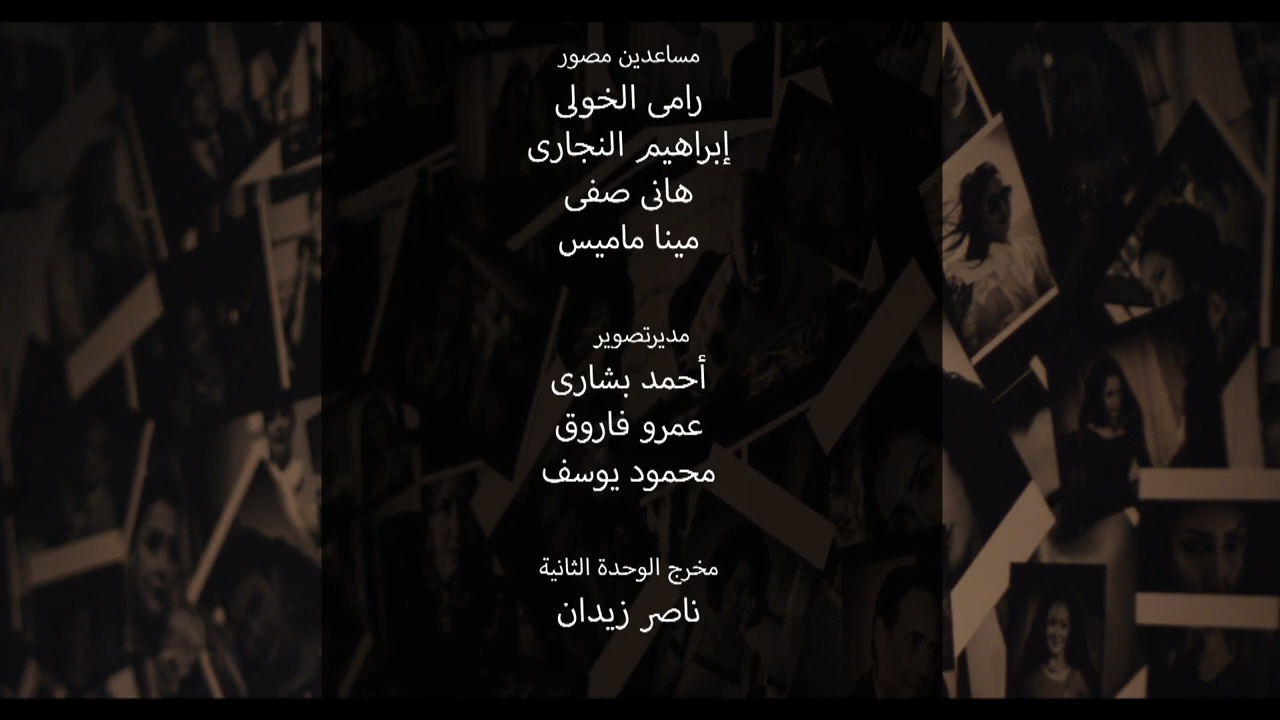 مساعدين مصور
رامى الخولى
إبراهيم النجارى
هانى صفى
مينا ماميس
مديرتصوير
أحمد بشارى
عمرو فاروق
محمود يوسف
مخرج الوحدة الثانية
ناصر زيدان